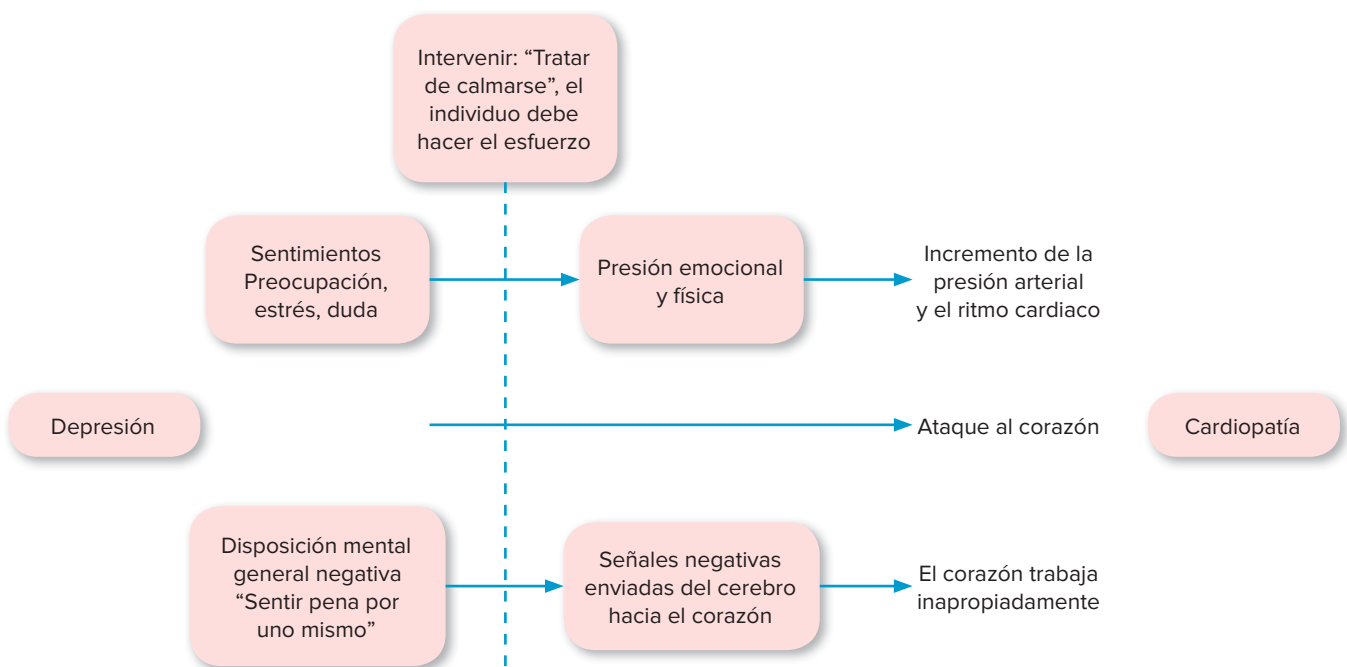 Intervenir: “Tratar
de calmarse”, el
individuo debe
hacer el esfuerzo
Sentimientos
Preocupación,
estrés, duda
Presión emocional
y física
Incremento de la
presión arterial
y el ritmo cardiaco
Depresión
Ataque al corazón
Cardiopatía
Disposición mental
general negativa
“Sentir pena por
uno mismo”
Señales negativas
enviadas del cerebro
hacia el corazón
El corazón trabaja
inapropiadamente